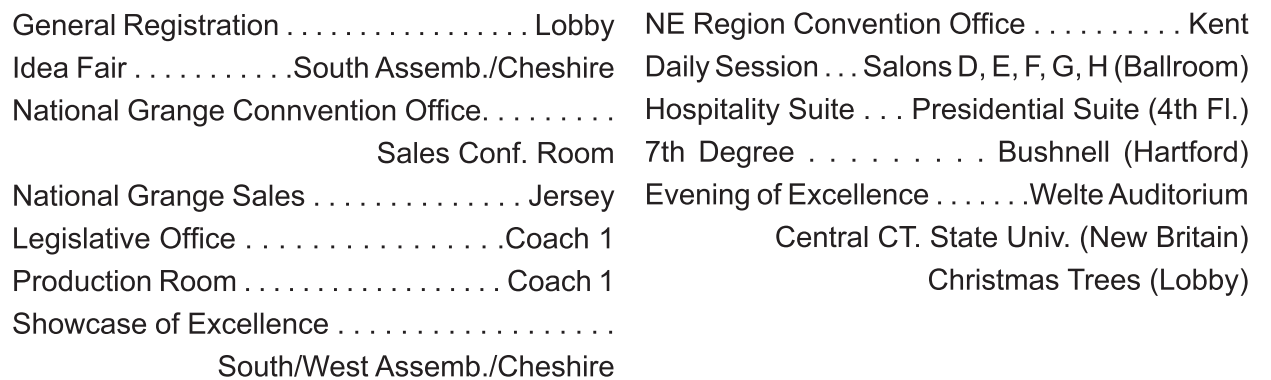 General Registration . . . . . . . . . . . . . . . . . Lobby
Idea Fair . . . . . . . . . . .South Assemb./Cheshire
National Grange Connvention Office. . . . . . . . .
Sales Conf. Room
National Grange Sales . . . . . . . . . . . . . . . Jersey
Legislative Office . . . . . . . . . . . . . . . . . .Coach 1
Production Room . . . . . . . . . . . . . . . . . . Coach 1
Showcase of Excellence . . . . . . . . . . . . . . . . . . .
South/West Assemb./Cheshire
NE Region Convention Office . . . . . . . . . . Kent
Daily Session . . . Salons D, E, F, G, H (Ballroom)
Hospitality Suite . . . Presidential Suite (4th Fl.)
7th Degree . . . . . . . . . Bushnell (Hartford)
Evening of Excellence . . . . . . .Welte Auditorium
Central CT. State Univ. (New Britain)
Christmas Trees (Lobby)